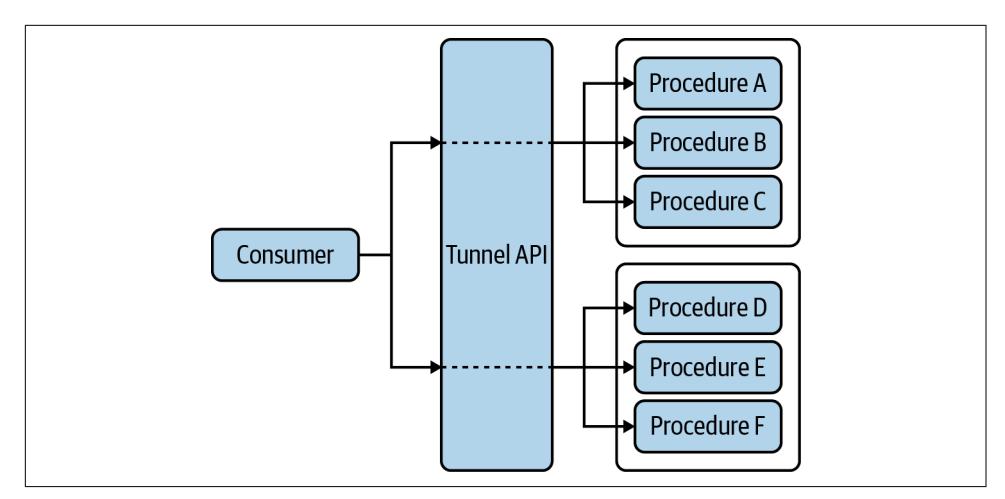 Consumer
Tunnel API
Procedure A
Procedure B
Procedure C
Procedure D
Procedure E
Procedure F